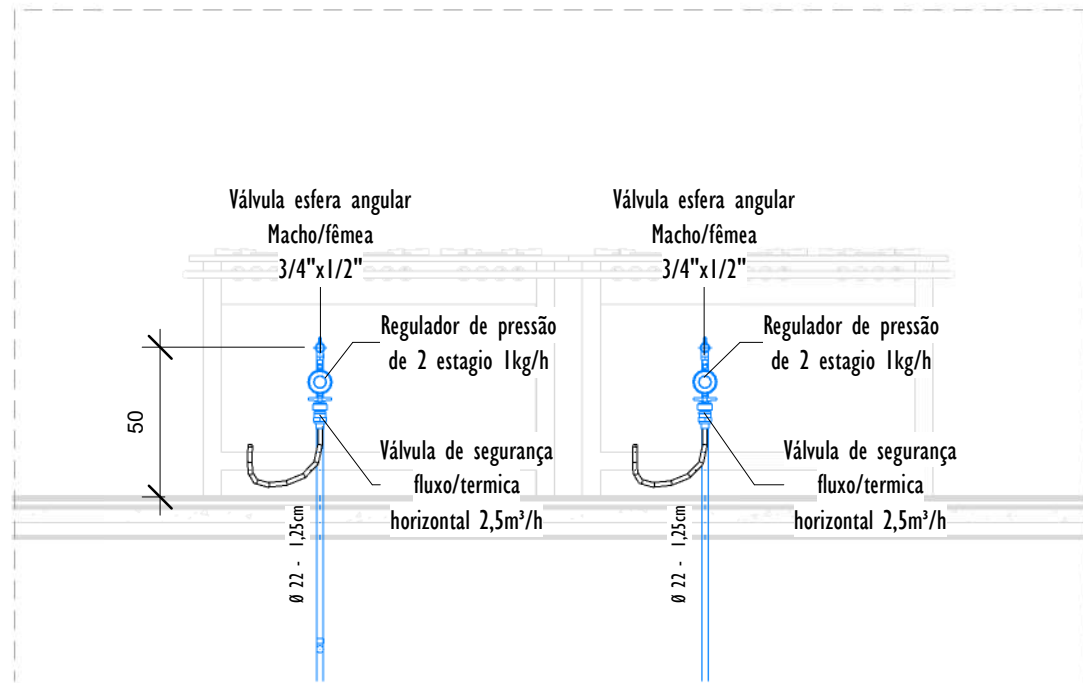 Válvula esfera angular
Macho/fêmea
3/4"x1/2"
Válvula esfera angular
Macho/fêmea
3/4"x1/2"
Regulador de pressão
de 2 estagio 1kg/h
Regulador de pressão
de 2 estagio 1kg/h
50
Válvula de segurança
fluxo/termica
horizontal 2,5m³/h
Válvula de segurança
fluxo/termica
horizontal 2,5m³/h
Ø 22 - 1,25cm
Ø 22 - 1,25cm